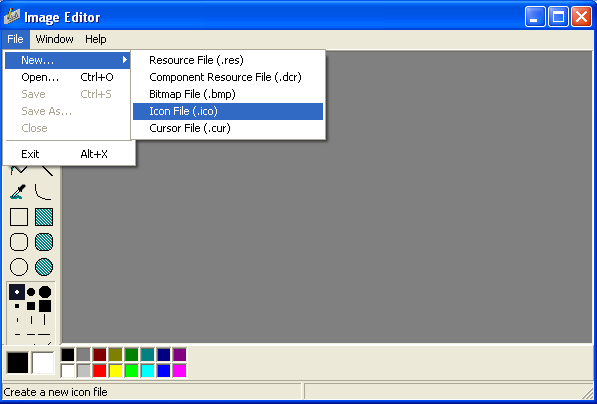 Image Editor
File Window Help
New...
Open... Ctrl+O
Save Ctrl+S
Save As...
Close
Exit Alt+X
Resource File (.res)
Component Resource File (.dcr)
Bitmap File (.bmp)
Icon File (.ico)
Cursor File (.cur)
Create a new icon file